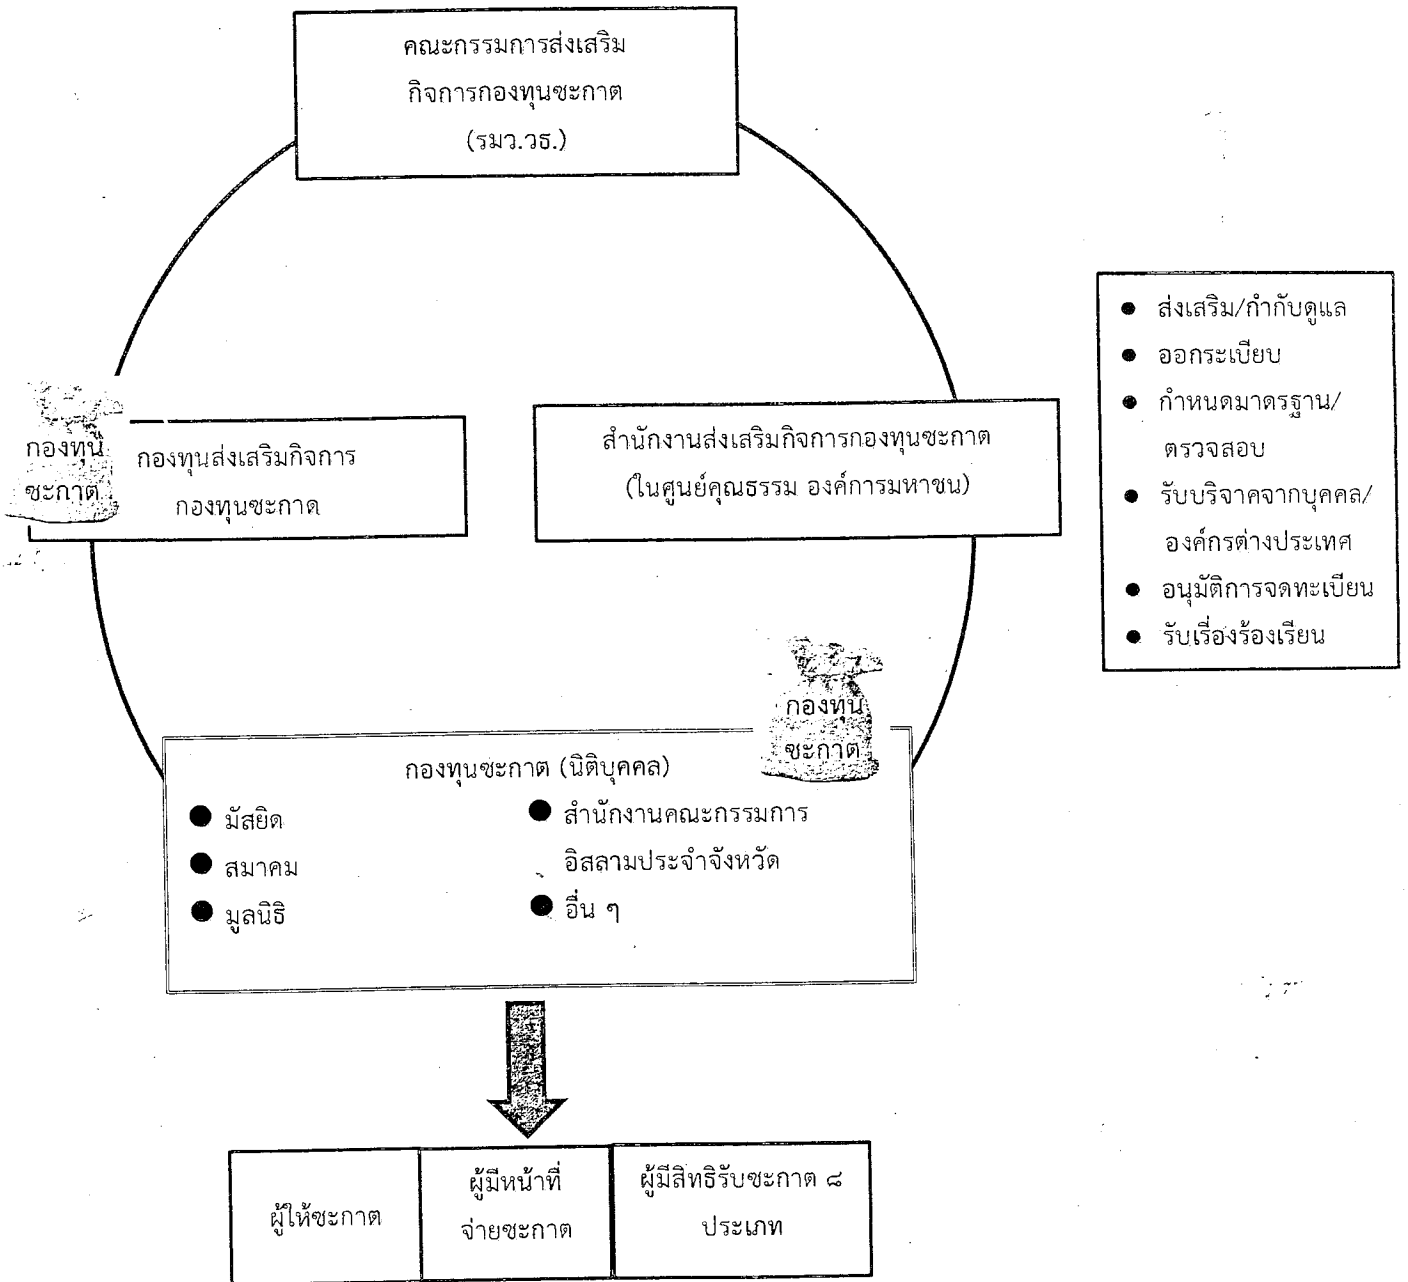 คณะกรรมการส่งเสริม
กิจการกองทุนซะกาต
(รมว.วธ.)
กองทุน
ซะกาต
กองทุนส่งเสริมกิจการ
กองทุนซะกาต
สำนักงานส่งเสริมกิจการกองทุนซะกาต
(ในศูนย์คุณธรรม องค์การมหาชน)
● ส่งเสริม/กำกับดูแล
● ออกระเบียบ
● กำหนดมาตรฐาน/
ตรวจสอบ
● รับบริจาคจากบุคคล/
องค์กรต่างประเทศ
● อนุมัติการจดทะเบียน
● รับเรื่องร้องเรียน
กองทุน
ซะกาต
กองทุนซะกาต (นิติบุคคล)
● มัสยิด
● สมาคม
● มูลนิธิ
● สำนักงานคณะกรรมการ
อิสลามประจำจังหวัด
● อื่น ๆ
ผู้ให้ซะกาต
ผู้มีหน้าที่
จ่ายซะกาต
ผู้มีสิทธิรับซะกาต ๘
ประเภท